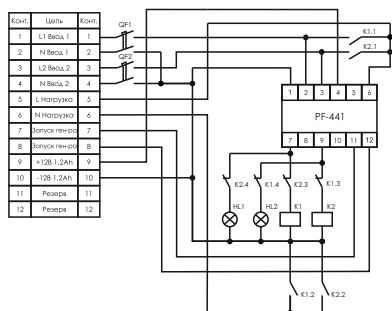 Конт. Цепь Конт.
1 L1 Ввод 1 1
2 N Ввод 1 2
3 L2 Ввод 2 3
4 N Ввод 2 4
5 L Нагрузка 5
6 N Нагрузка 6
7 Запуск ген-ра 7
8 Запуск ген-ра 8
9 +12В 1,2Ah 9
10 -12В 1,2Ah 10
11 Резерв 11
12 Резерв 12
QF1
QF2
K1.1
K2.1
1 2 3 4 5 6
PF-441
7 8 9 10 11 12
K2.4 K1.4 K2.3 K1.3
HL1 HL2 K1 K2
K1.2 K2.2